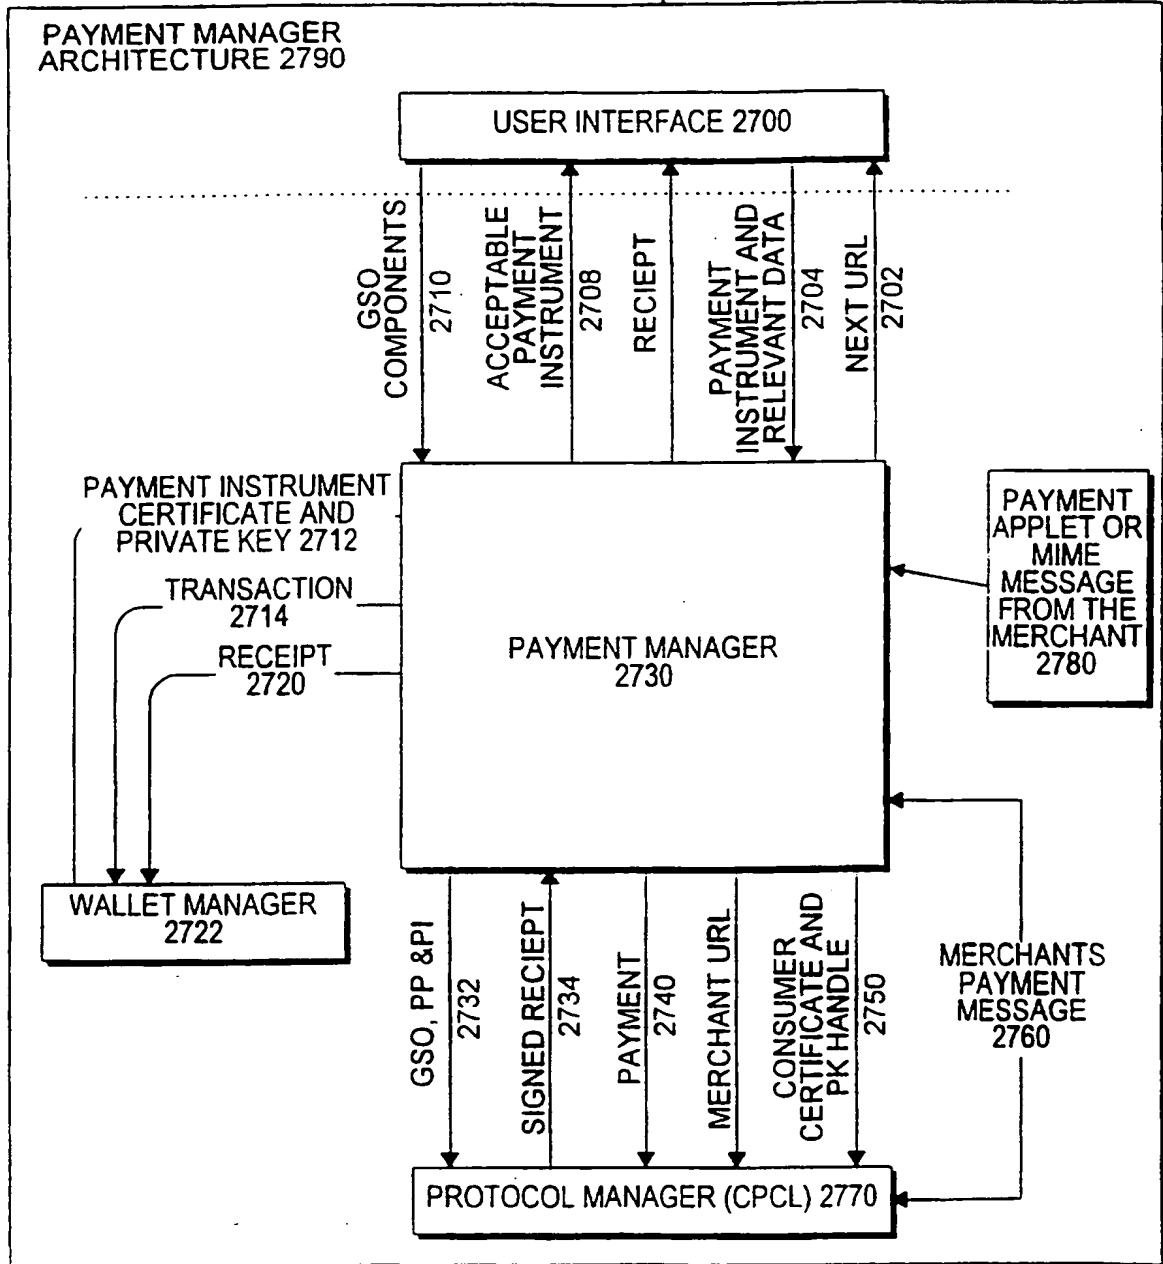 PAYMENT MANAGER
ARCHITECTURE 2790
USER INTERFACE 2700
GSO
COMPONENTS
2710
ACCEPTABLE
PAYMENT
INSTRUMENT
2708
RECIEPT
PAYMENT
INSTRUMENT AND
RELEVANT DATA
2704
NEXT URL
2702
PAYMENT INSTRUMENT
CERTIFICATE AND
PRIVATE KEY 2712
TRANSACTION
2714
RECEIPT
2720
PAYMENT MANAGER
2730
PAYMENT
APPLET OR
MIME
MESSAGE
FROM THE
MERCHANT
2780
WALLET MANAGER
2722
GSO, PP &PI
2732
SIGNED RECIEPT
2734
PAYMENT
2740
MERCHANT URL
CONSUMER
CERTIFICATE AND
PK HANDLE
2750
MERCHANTS
PAYMENT
MESSAGE
2760
PROTOCOL MANAGER (CPCL) 2770